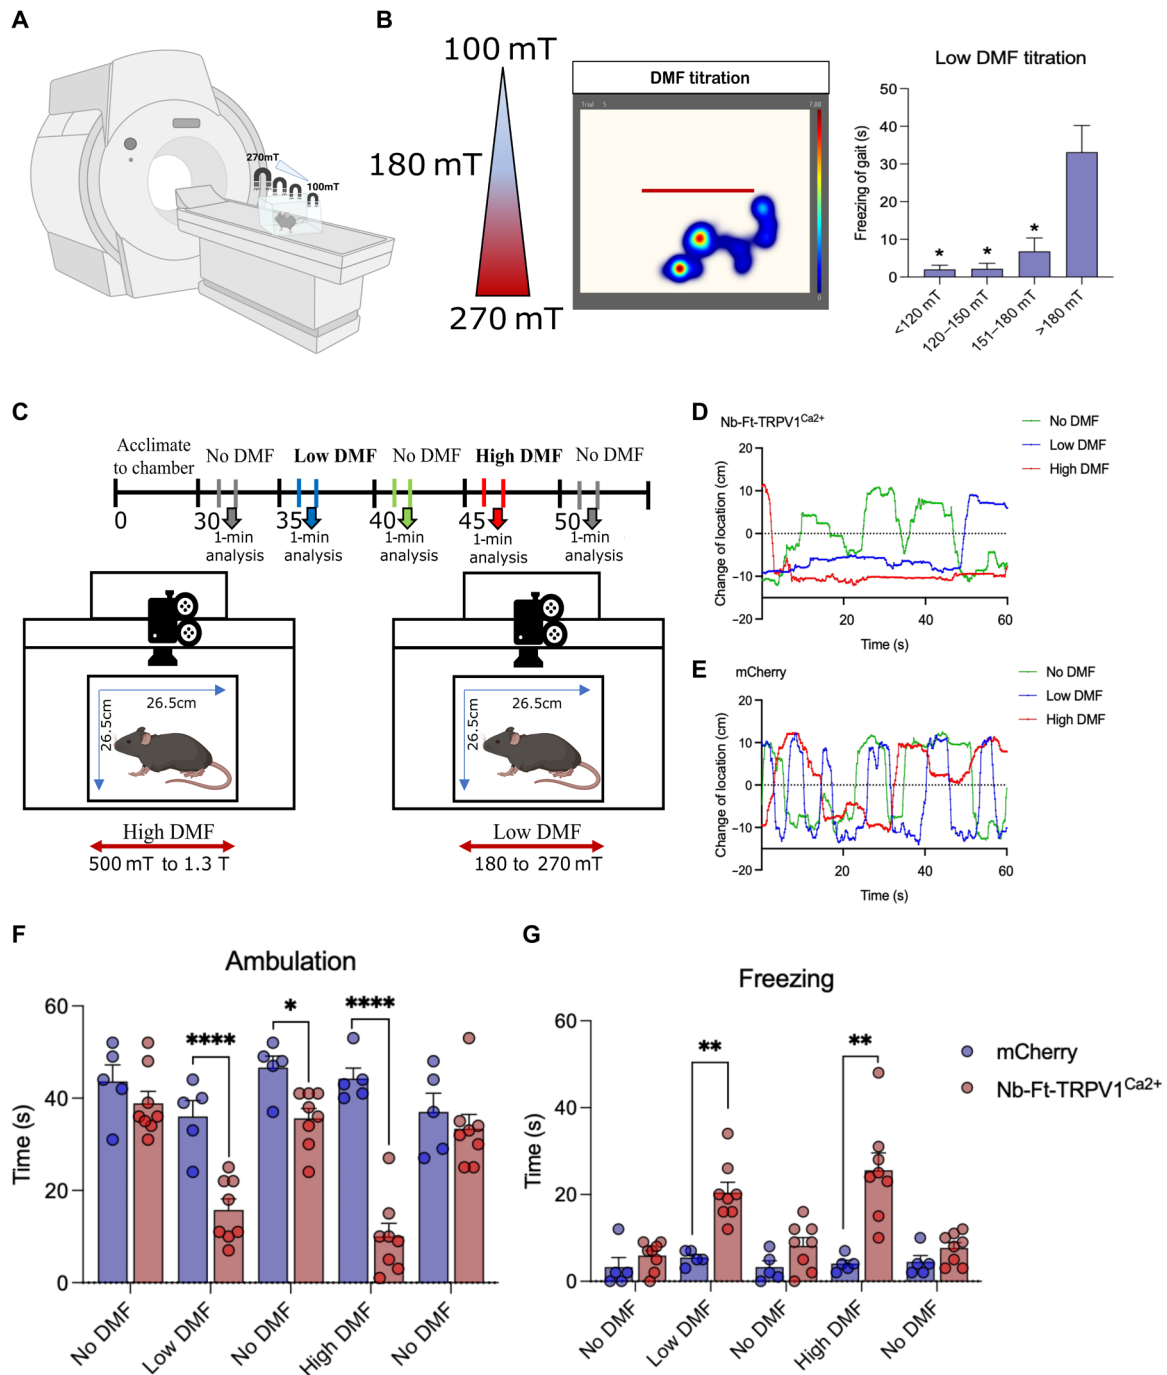 A
270mT
100mT
B
100 mT
180 mT
270 mT
DMF titration
Trial 5
7.88
0
Low DMF titration
Freezing of gait (s)
50
40
30
20
10
0
* * *
<120 mT
120–150 mT
151–180 mT
>180 mT
C
Acclimate to chamber
No DMF
Low DMF
No DMF
High DMF
No DMF
0
30
35
40
45
50
1-min analysis
1-min analysis
1-min analysis
1-min analysis
1-min analysis
26.5cm
26.5cm
High DMF
500 mT to 1.3 T
26.5cm
26.5cm
Low DMF
180 to 270 mT
D
Nb-Ft-TRPV1Ca2+
No DMF
Low DMF
High DMF
Change of location (cm)
20
10
0
−10
−20
20 40 60
Time (s)
E
mCherry
No DMF
Low DMF
High DMF
Change of location (cm)
20
10
0
−10
−20
20 40 60
Time (s)
F
Ambulation
Time (s)
60
40
20
0
****
*
****
No DMF
Low DMF
No DMF
High DMF
No DMF
G
Freezing
Time (s)
60
40
20
0
**
**
No DMF
Low DMF
No DMF
High DMF
No DMF
mCherry
Nb-Ft-TRPV1Ca2+